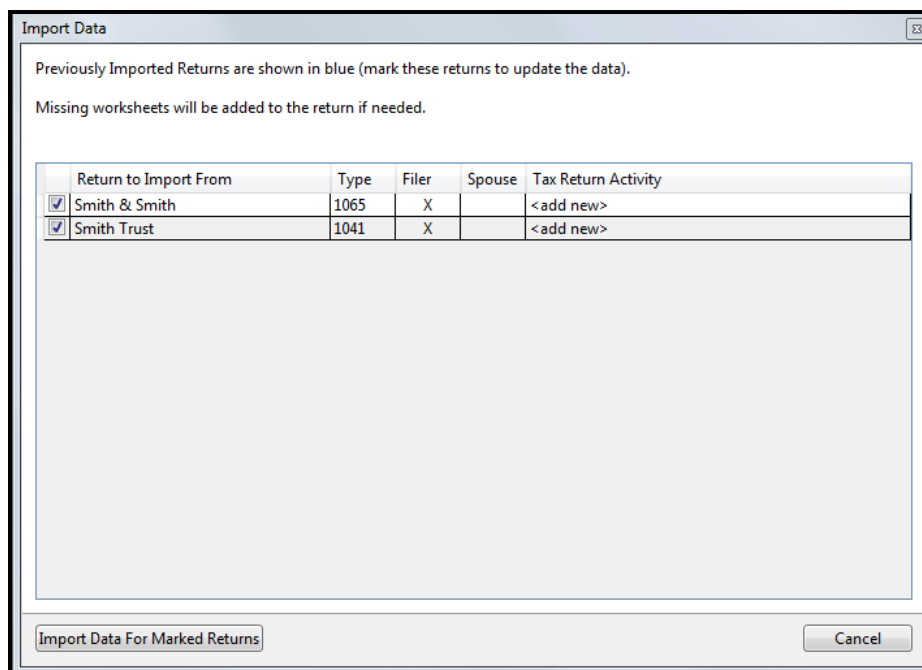 Import Data
Previously Imported Returns are shown in blue (mark these returns to update the data).
Missing worksheets will be added to the return if needed.
Return to Import From Type Filer Spouse Tax Return Activity
Smith & Smith 1065 X <add new>
Smith Trust 1041 X <add new>
Import Data For Marked Returns Cancel